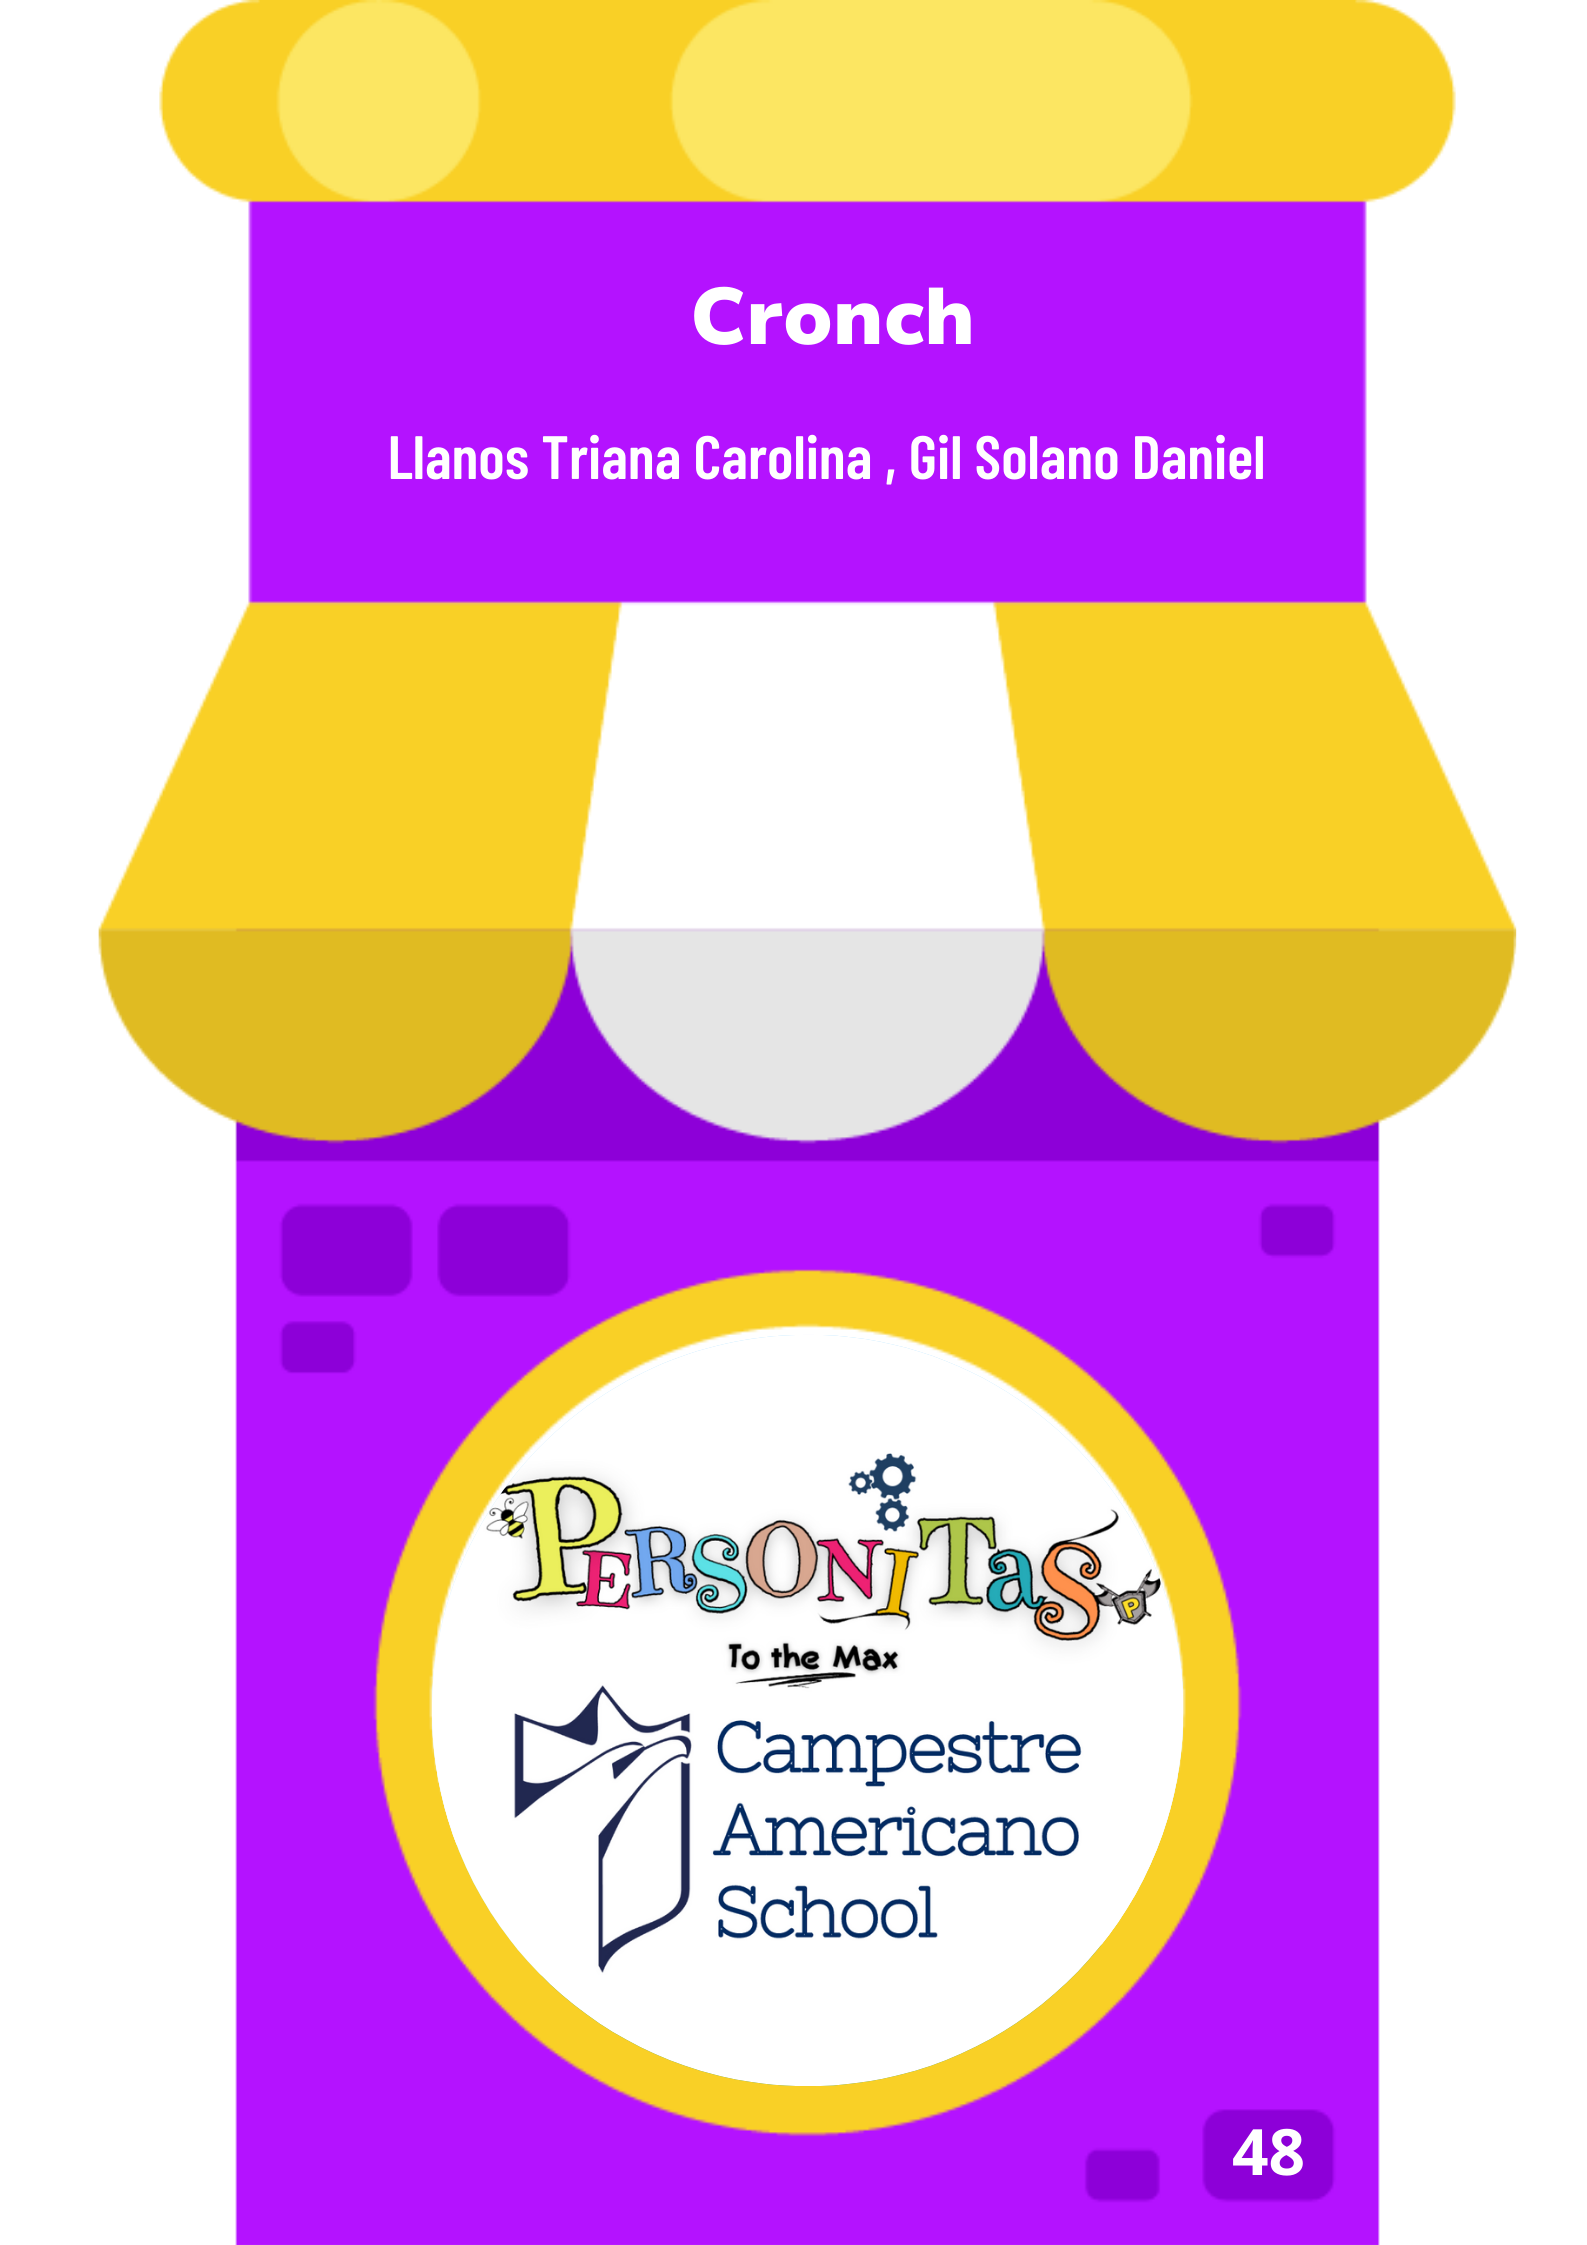 Cronch
Llanos Triana Carolina , Gil Solano Daniel
PERSONITaS
To the Max
Campestre
Americano
School
P
48